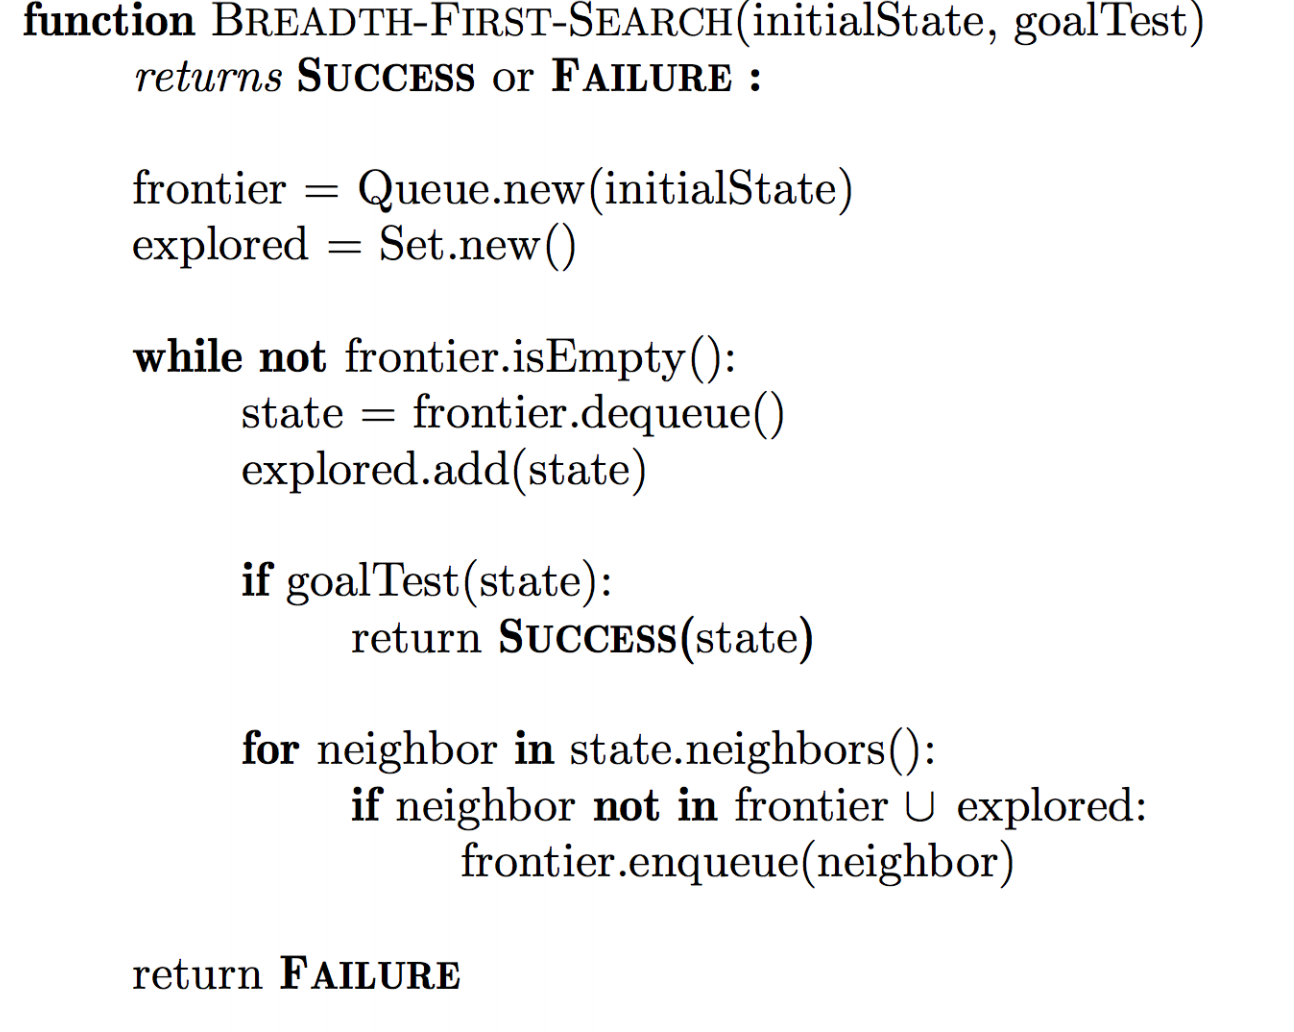 function BREADTH-FIRST-SEARCH(initialState, goalTest)
returns SUCCESS or FAILURE :
frontier = Queue.new(initialState)
explored = Set.new()
while not frontier.isEmpty():
state = frontier.dequeue()
explored.add(state)
if goalTest(state):
return SUCCESS(state)
for neighbor in state.neighbors():
if neighbor not in frontier ∪ explored:
frontier.enqueue(neighbor)
return FAILURE